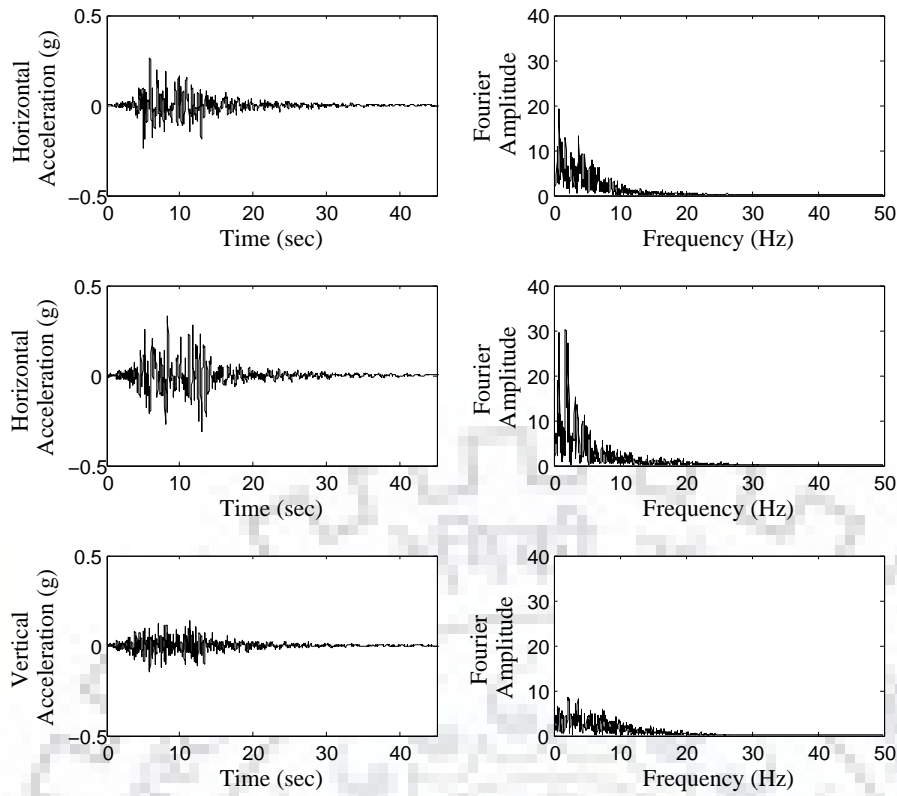 Horizontal
Acceleration (g)
0.5
0
−0.5
0 10 20 30 40
Time (sec)
Fourier
Amplitude
40
30
20
10
0
0 10 20 30 40 50
Frequency (Hz)
Horizontal
Acceleration (g)
0.5
0
−0.5
0 10 20 30 40
Time (sec)
Fourier
Amplitude
40
30
20
10
0
0 10 20 30 40 50
Frequency (Hz)
Vertical
Acceleration (g)
0.5
0
−0.5
0 10 20 30 40
Time (sec)
Fourier
Amplitude
40
30
20
10
0
0 10 20 30 40 50
Frequency (Hz)